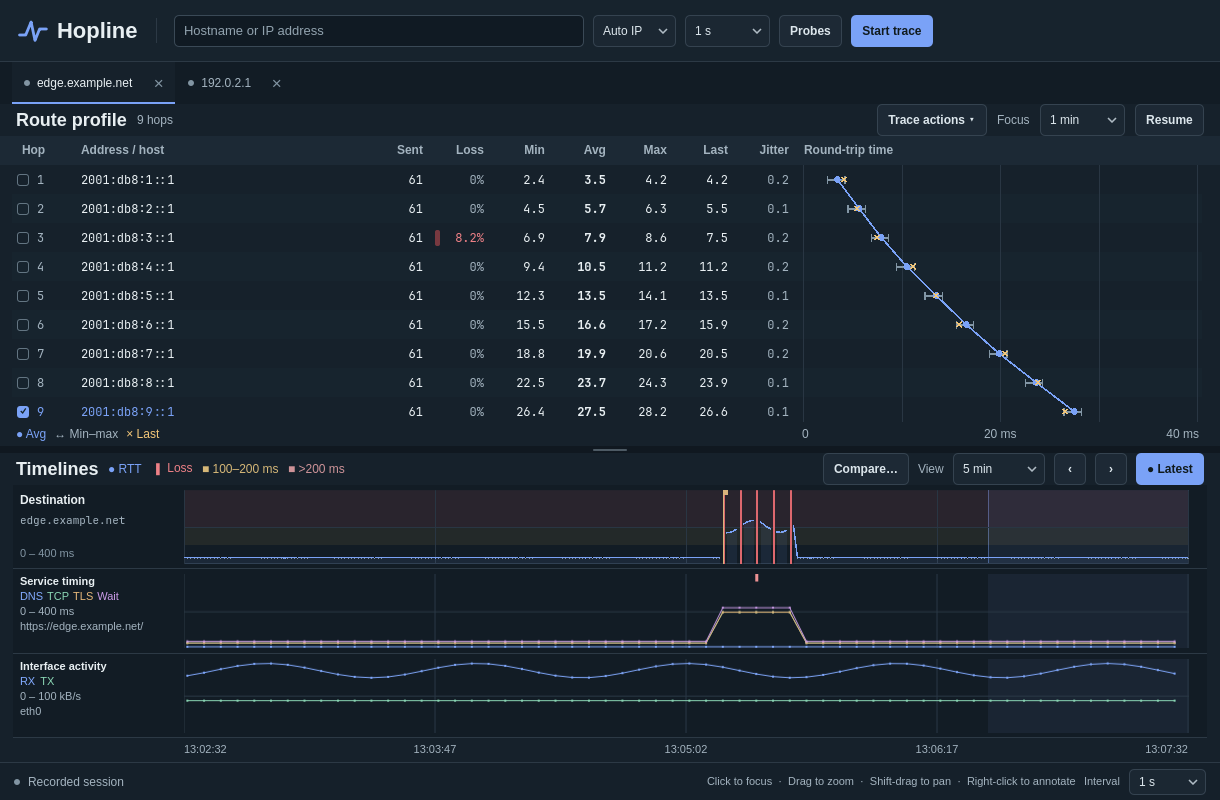 Hopline
Hostname or IP address
Auto IP
1 s
Probes
Start trace
edge.example.net ×
192.0.2.1 ×
Route profile 9 hops
Trace actions ▾ Focus 1 min Resume
Hop Address / host Sent Loss Min Avg Max Last Jitter Round-trip time
1 2001:db8:1::1 61 0% 2.4 3.5 4.2 4.2 0.2
2 2001:db8:2::1 61 0% 4.5 5.7 6.3 5.5 0.1
3 2001:db8:3::1 61 8.2% 6.9 7.9 8.6 7.5 0.2
4 2001:db8:4::1 61 0% 9.4 10.5 11.2 11.2 0.2
5 2001:db8:5::1 61 0% 12.3 13.5 14.1 13.5 0.1
6 2001:db8:6::1 61 0% 15.5 16.6 17.2 15.9 0.2
7 2001:db8:7::1 61 0% 18.8 19.9 20.6 20.5 0.2
8 2001:db8:8::1 61 0% 22.5 23.7 24.3 23.9 0.1
9 2001:db8:9::1 61 0% 26.4 27.5 28.2 26.6 0.1
● Avg ↔ Min–max × Last 0 20 ms 40 ms
Timelines ● RTT ▌ Loss ■ 100–200 ms ■ >200 ms
Compare… View 5 min ‹ › ● Latest
Destination
edge.example.net
0 – 400 ms
Service timing
DNS TCP TLS Wait
0 – 400 ms
https://edge.example.net/
Interface activity
RX TX
0 – 100 kB/s
eth0
13:02:32 13:03:47 13:05:02 13:06:17 13:07:32
● Recorded session
Click to focus · Drag to zoom · Shift-drag to pan · Right-click to annotate Interval 1 s